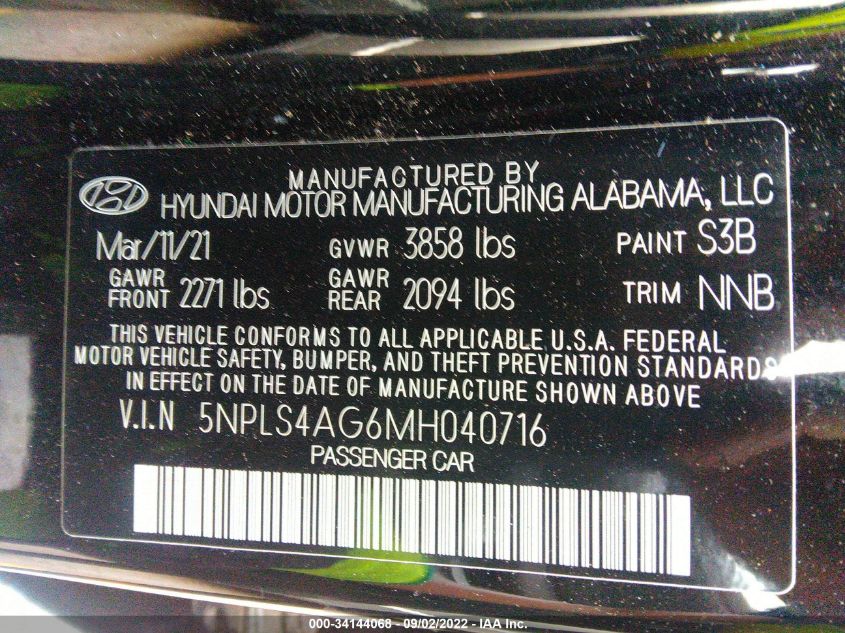 MANUFACTURED BY
HYUNDAI MOTOR MANUFACTURING ALABAMA, LLC
Mar/11/21 GVWR 3858 lbs PAINT S3B
GAWR FRONT 2271 lbs GAWR REAR 2094 lbs TRIM NNB
THIS VEHICLE CONFORMS TO ALL APPLICABLE U.S.A. FEDERAL
MOTOR VEHICLE SAFETY, BUMPER, AND THEFT PREVENTION STANDARDS
IN EFFECT ON THE DATE OF MANUFACTURE SHOWN ABOVE
V.I.N 5NPLS4AG6MH040716
PASSENGER CAR
000-34144068 - 09/02/2022 - IAA Inc.